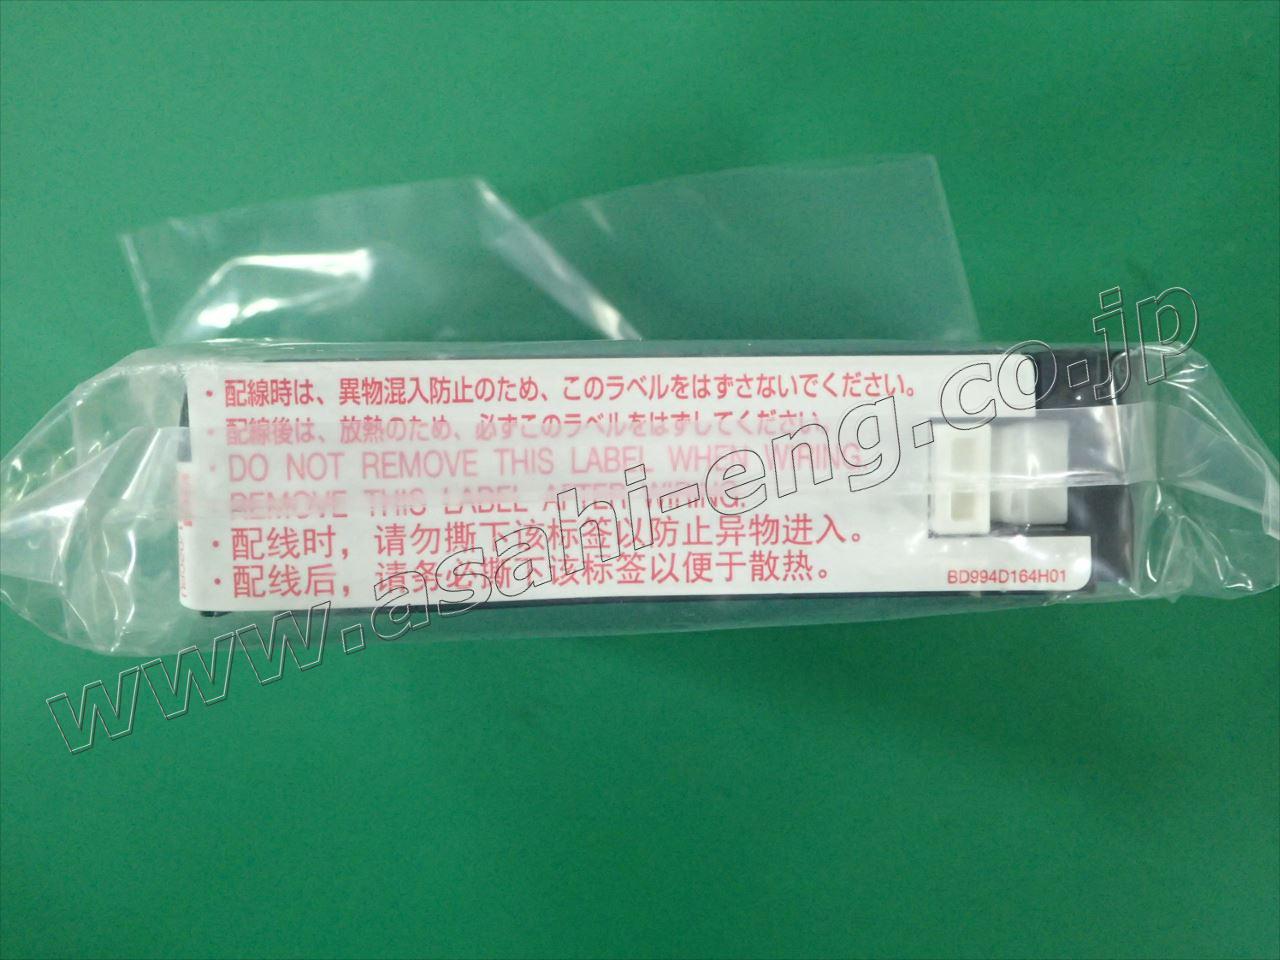 ・配線時は、異物混入防止のため、このラベルをはずさないでください。
・配線後は、放熱のため、必ずこのラベルをはずしてください
・DO NOT REMOVE THIS LABEL WHEN WIRING.
REMOVE THIS LABEL AFTER WIRING.
・配线时，请勿撕下该标签以防止异物进入。
・配线后，请务必撕下该标签以便于散热。
BD994D164H01
www.asahi-eng.co.jp